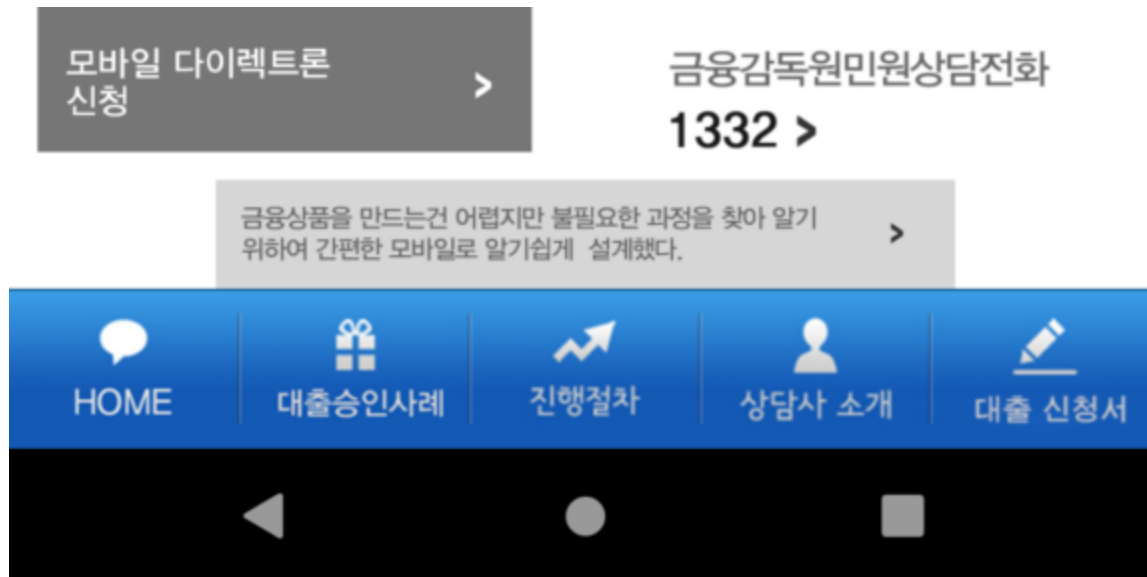 모바일 다이렉트론
신청
>
금융감독원민원상담전화
1332 >
금융상품을 만드는건 어렵지만 불필요한 과정을 찾아 알기
위하여 간편한 모바일로 알기쉽게 설계했다.
>
HOME
대출승인사례
진행절차
상담사 소개
대출 신청서